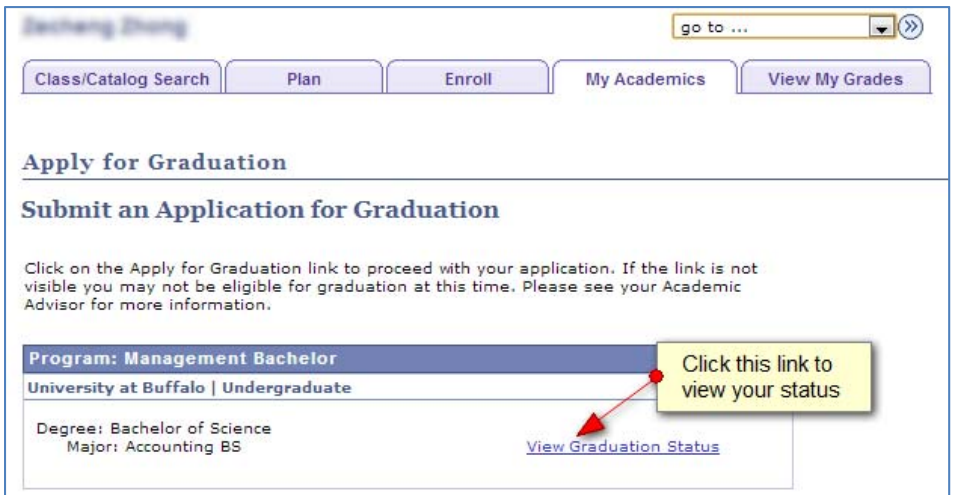 go to ...
Class/Catalog Search Plan Enroll My Academics View My Grades
Apply for Graduation
Submit an Application for Graduation
Click on the Apply for Graduation link to proceed with your application. If the link is not
visible you may not be eligible for graduation at this time. Please see your Academic
Advisor for more information.
Program: Management Bachelor
University at Buffalo | Undergraduate
Click this link to
view your status
Degree: Bachelor of Science
Major: Accounting BS View Graduation Status